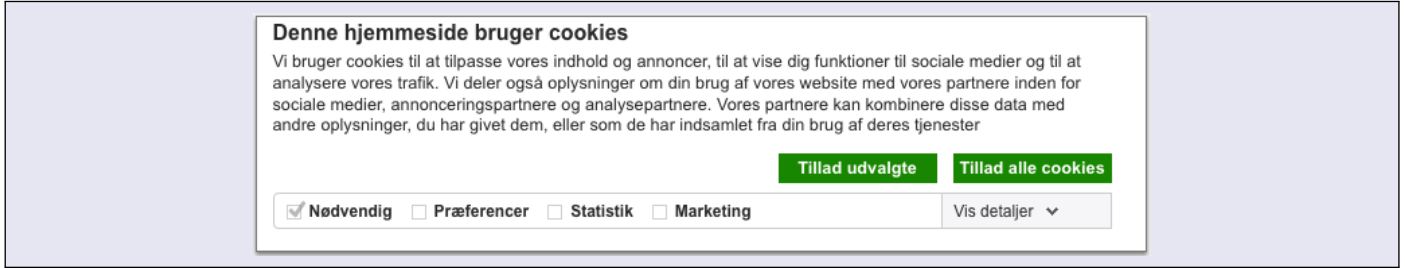 Denne hjemmeside bruger cookies
Vi bruger cookies til at tilpasse vores indhold og annoncer, til at vise dig funktioner til sociale medier og til at
analysere vores trafik. Vi deler også oplysninger om din brug af vores website med vores partnere inden for
sociale medier, annonceringspartnere og analysepartnere. Vores partnere kan kombinere disse data med
andre oplysninger, du har givet dem, eller som de har indsamlet fra din brug af deres tjenester
Tillad udvalgte Tillad alle cookies
Nødvendig Præferencer Statistik Marketing Vis detaljer